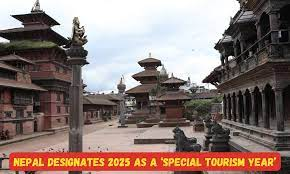 NEPAL DESIGNATES 2025 AS A 'SPECIAL TOURISM YEAR'